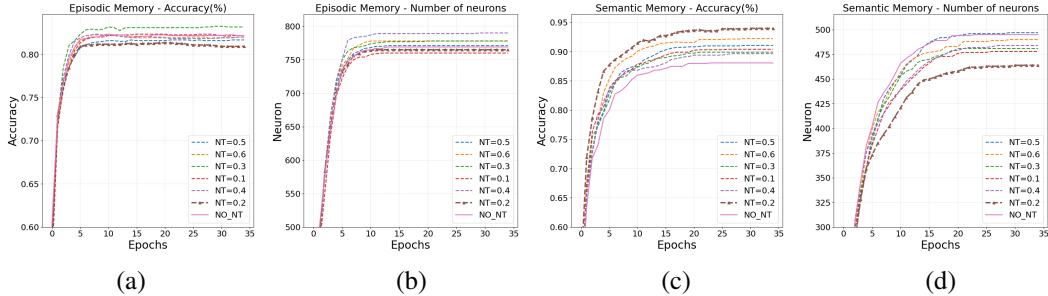 Episodic Memory - Accuracy(%)
Accuracy
0.80
0.75
0.70
0.65
0.60
0 5 10 15 20 25 30 35
Epochs
NT=0.5
NT=0.6
NT=0.3
NT=0.1
NT=0.4
NT=0.2
NO_NT
(a)
Episodic Memory - Number of neurons
Neuron
800
750
700
650
600
550
500
0 5 10 15 20 25 30 35
Epochs
NT=0.5
NT=0.6
NT=0.3
NT=0.1
NT=0.4
NT=0.2
NO_NT
(b)
Semantic Memory - Accuracy(%)
Accuracy
0.95
0.90
0.85
0.80
0.75
0.70
0.65
0.60
0 5 10 15 20 25 30 35
Epochs
NT=0.5
NT=0.6
NT=0.3
NT=0.1
NT=0.4
NT=0.2
NO_NT
(c)
Semantic Memory - Number of neurons
Neuron
500
475
450
425
400
375
350
325
300
0 5 10 15 20 25 30 35
Epochs
NT=0.5
NT=0.6
NT=0.3
NT=0.1
NT=0.4
NT=0.2
NO_NT
(d)